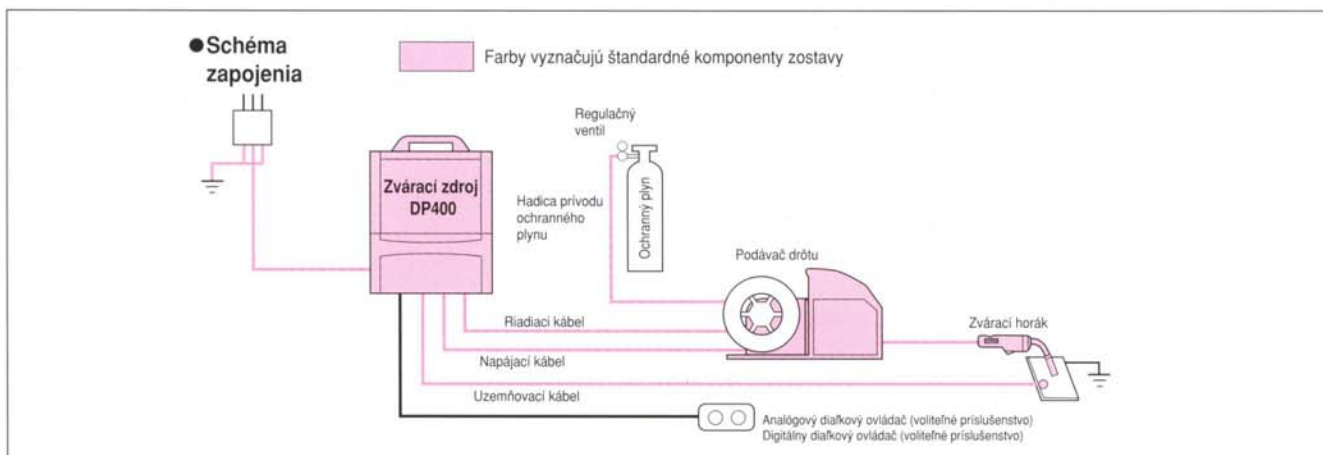 ●Schéma
zapojenia
Farby vyznačujú štandardné komponenty zostavy
Regulačný
ventil
Zvárací zdroj
DP400
Hadica prívodu
ochranného
plynu
Ochranný plyn
Podávač drôtu
Zvárací horák
Riadiaci kábel
Napájací kábel
Uzemňovací kábel
Analógový diaľkový ovládač (voliteľné príslušenstvo)
Digitálny diaľkový ovládač (voliteľné príslušenstvo)